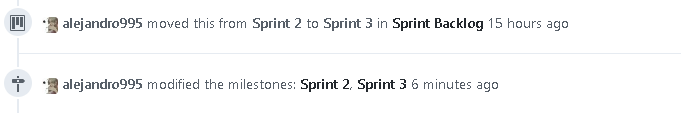 alejandro995 moved this from Sprint 2 to Sprint 3 in Sprint Backlog 15 hours ago
alejandro995 modified the milestones: Sprint 2, Sprint 3 6 minutes ago